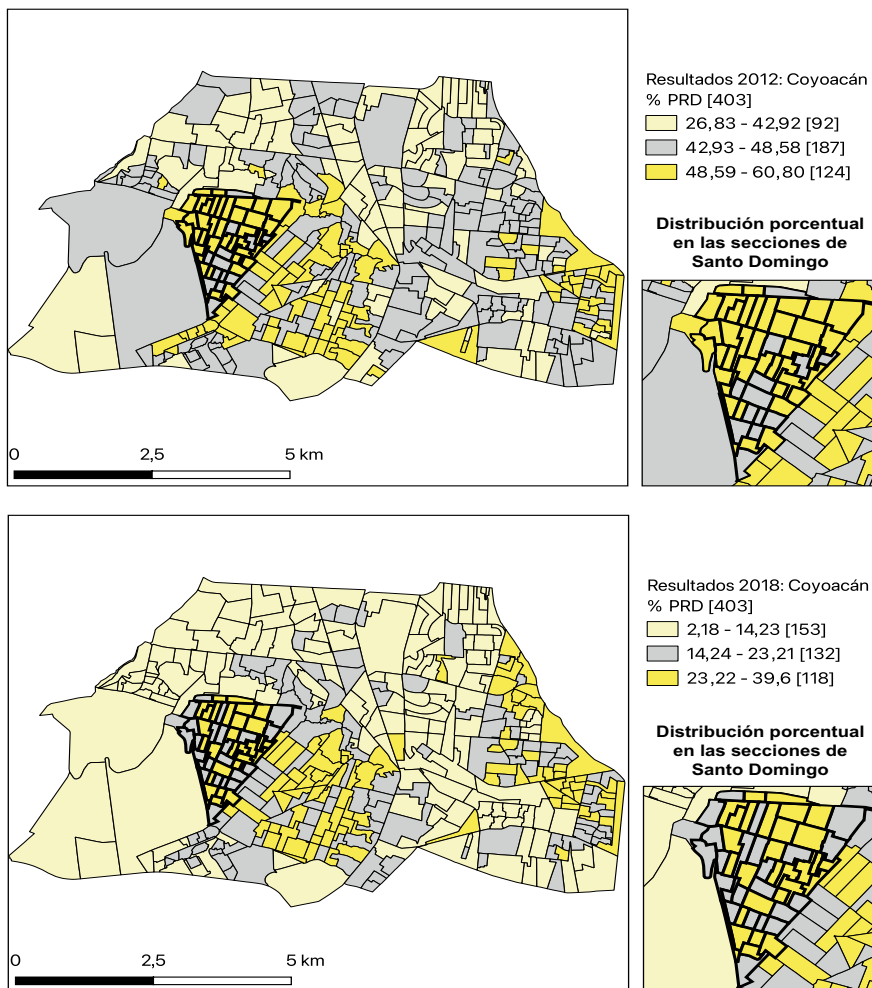 Resultados 2012: Coyoacán
% PRD [403]
26,83 - 42,92 [92]
42,93 - 48,58 [187]
48,59 - 60,80 [124]
Distribución porcentual
en las secciones de
Santo Domingo
0 2,5 5 km
Resultados 2018: Coyoacán
% PRD [403]
2,18 - 14,23 [153]
14,24 - 23,21 [132]
23,22 - 39,6 [118]
Distribución porcentual
en las secciones de
Santo Domingo
0 2,5 5 km